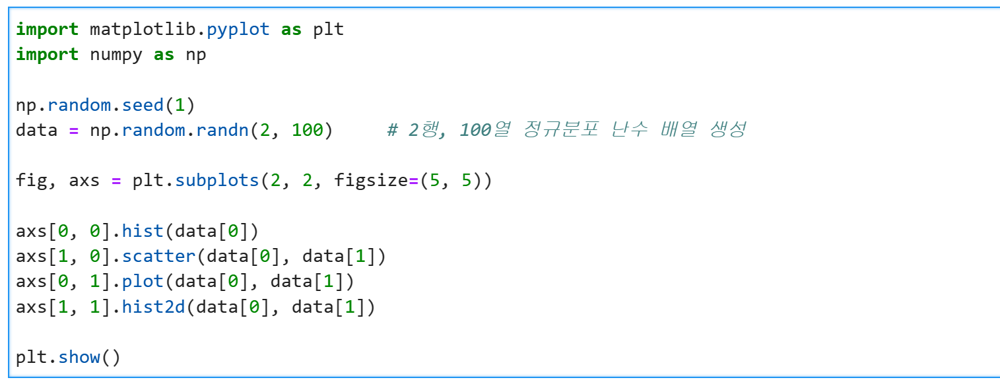 import matplotlib.pyplot as plt
import numpy as np
np.random.seed(1)
data = np.random.randn(2, 100)     # 2행, 100열 정규분포 난수 배열 생성
fig, axs = plt.subplots(2, 2, figsize=(5, 5))
axs[0, 0].hist(data[0])
axs[1, 0].scatter(data[0], data[1])
axs[0, 1].plot(data[0], data[1])
axs[1, 1].hist2d(data[0], data[1])
plt.show()